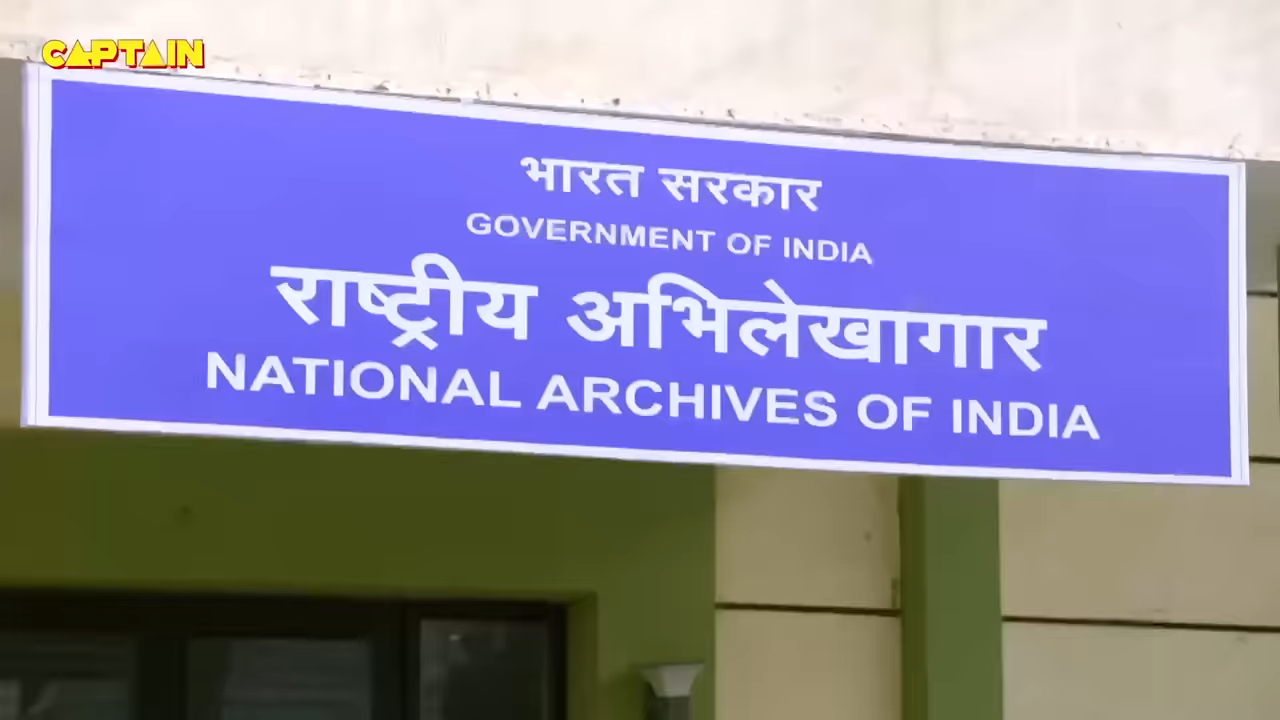 CAPTAIN
भारत सरकार
GOVERNMENT OF INDIA
राष्ट्रीय अभिलेखागार
NATIONAL ARCHIVES OF INDIA